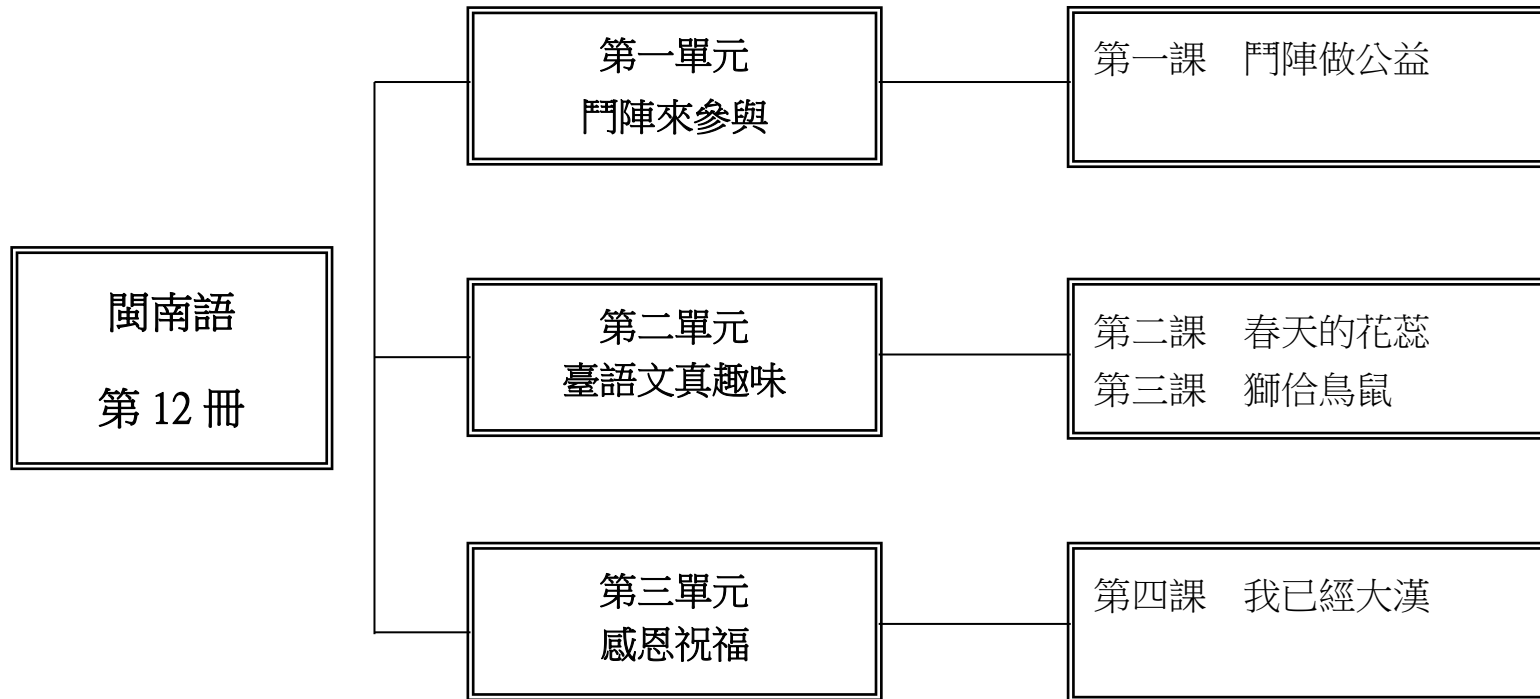 閩南語
第 12 冊
第一單元
鬥陣來參與
第一課　鬥陣做公益
第二單元
臺語文真趣味
第二課　春天的花蕊
第三課　獅佮鳥鼠
第三單元
感恩祝福
第四課　我已經大漢